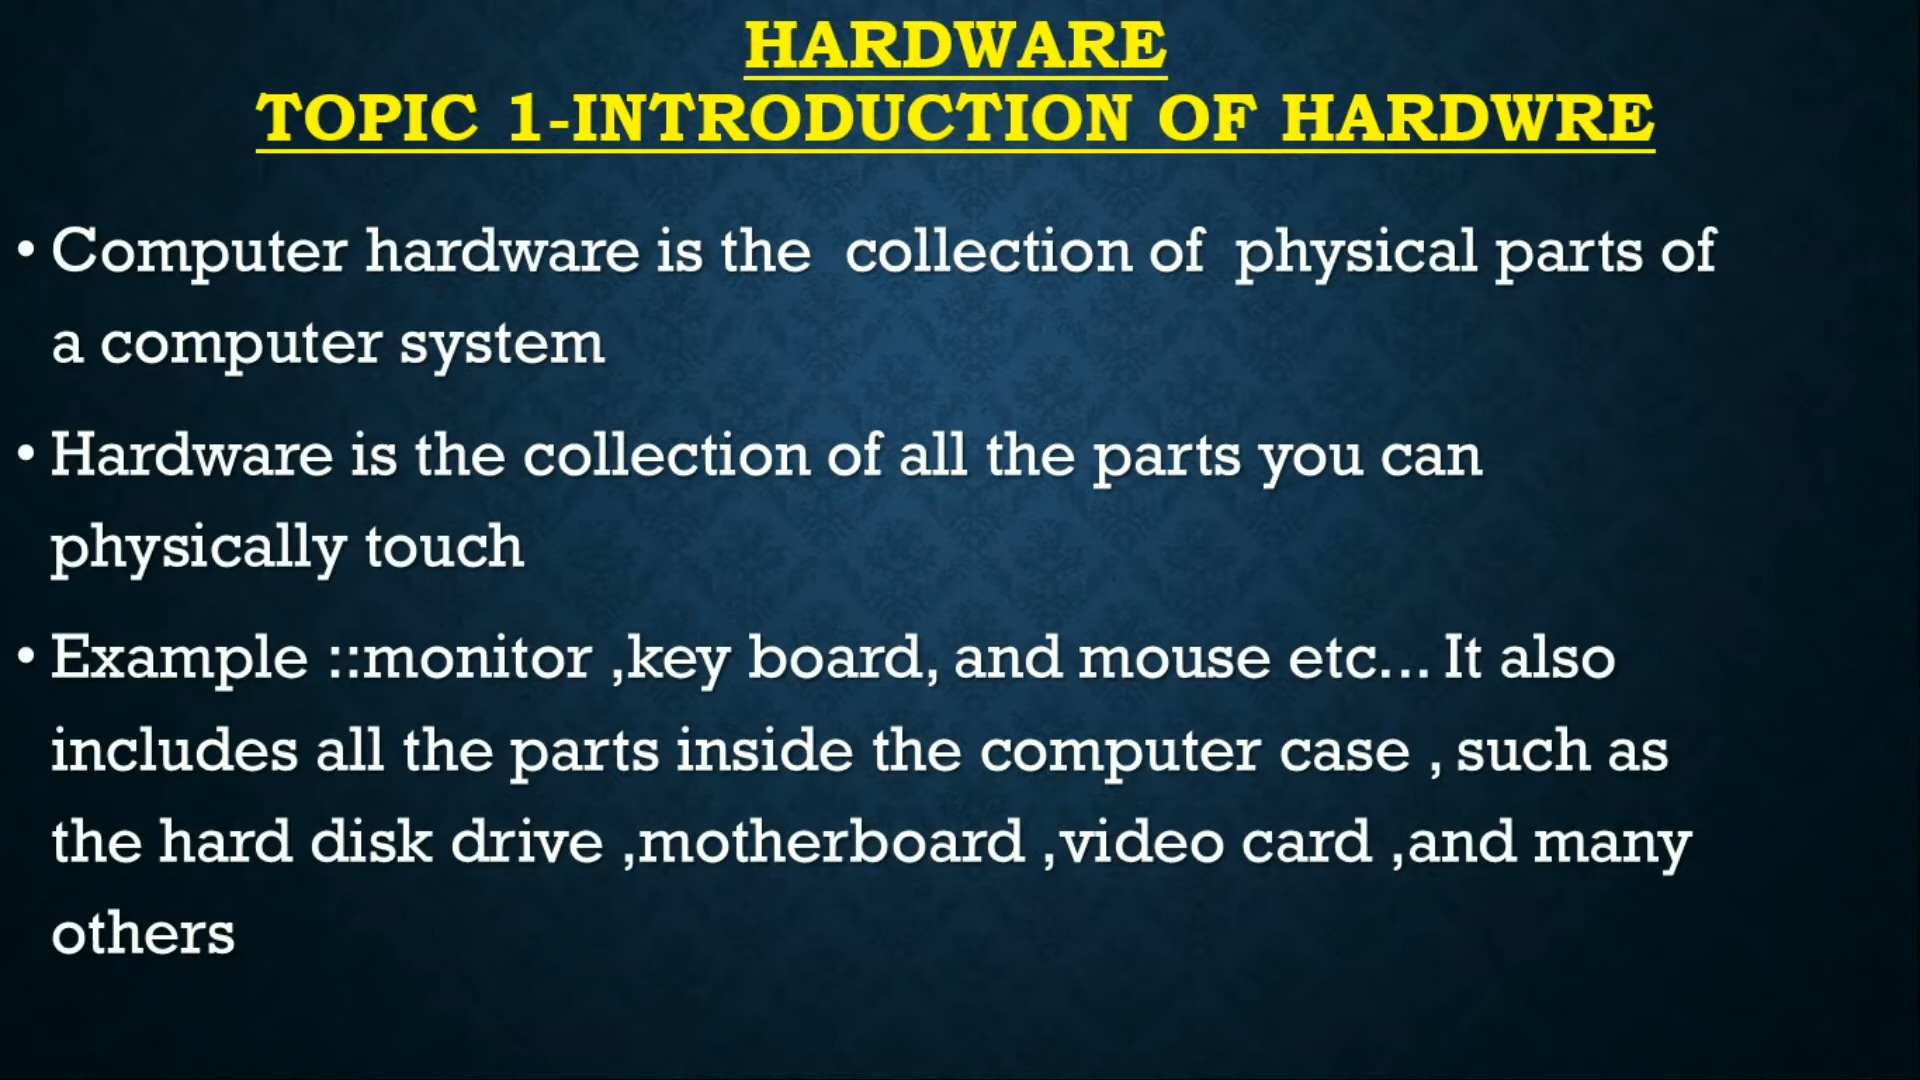 HARDWARE
TOPIC 1-INTRODUCTION OF HARDWRE
• Computer hardware is the  collection of  physical parts of
a computer system
• Hardware is the collection of all the parts you can
physically touch
• Example ::monitor ,key board, and mouse etc... It also
includes all the parts inside the computer case , such as
the hard disk drive ,motherboard ,video card ,and many
others